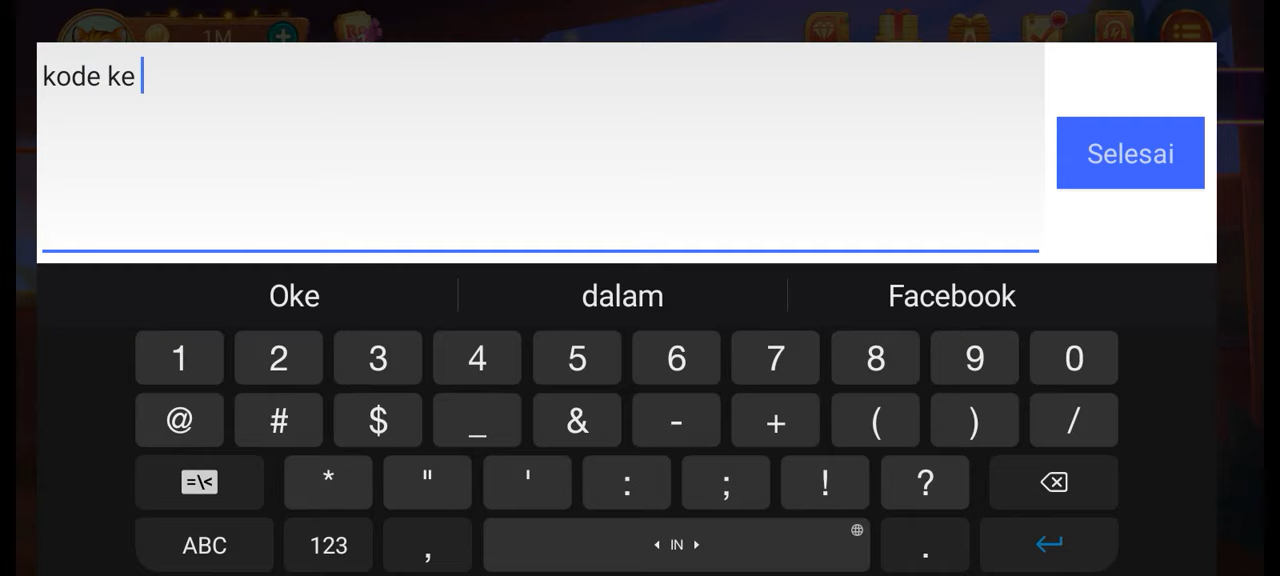 1M
kode ke
Selesai
Oke dalam Facebook
1 2 3 4 5 6 7 8 9 0
@ # $ _ & - + ( ) /
=\< * " ' : ; ! ?
ABC 123 , IN .